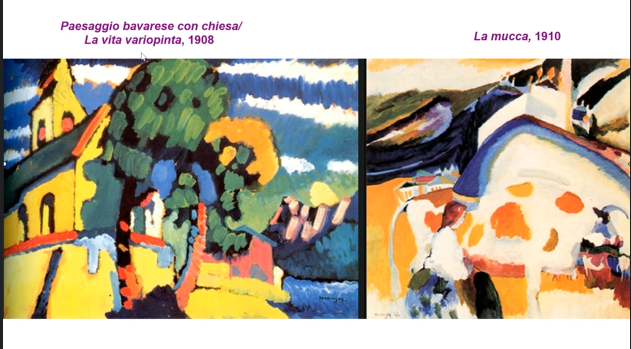 Paesaggio bavarese con chiesa/
La vita variopinta, 1908
La mucca, 1910